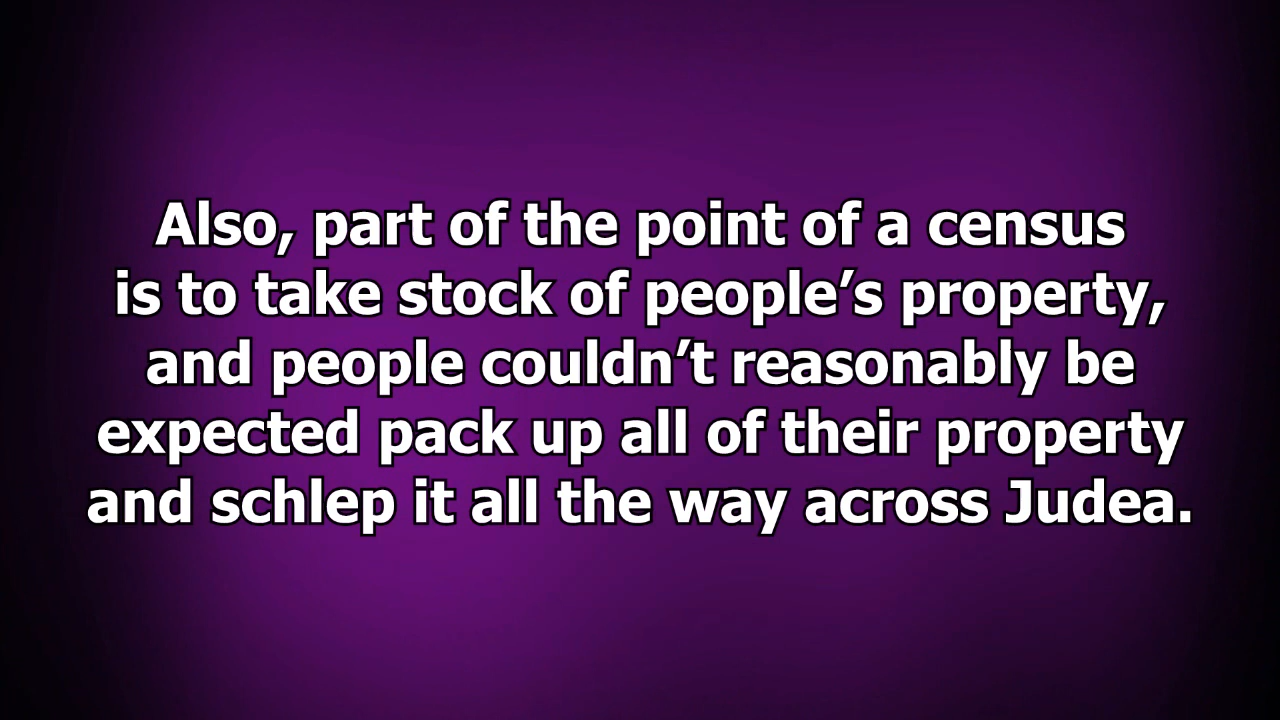 Also, part of the point of a census
is to take stock of people’s property,
and people couldn’t reasonably be
expected pack up all of their property
and schlep it all the way across Judea.